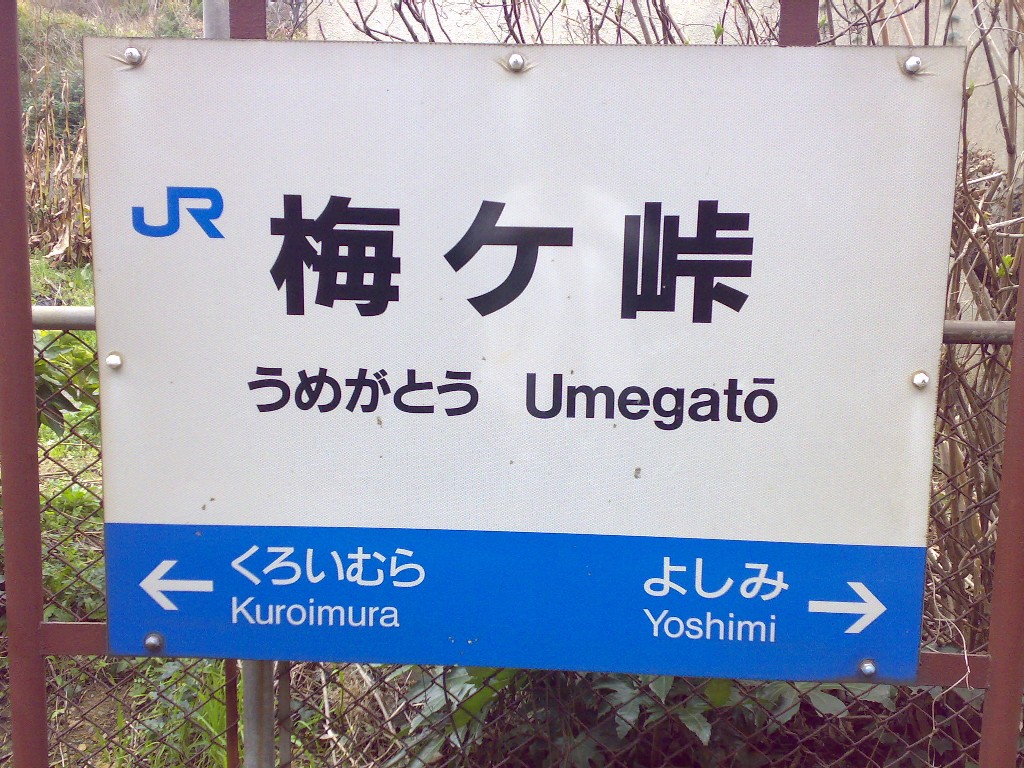 JR 梅ケ峠
うめがとう Umegatō
← くろいむら よしみ →
Kuroimura Yoshimi